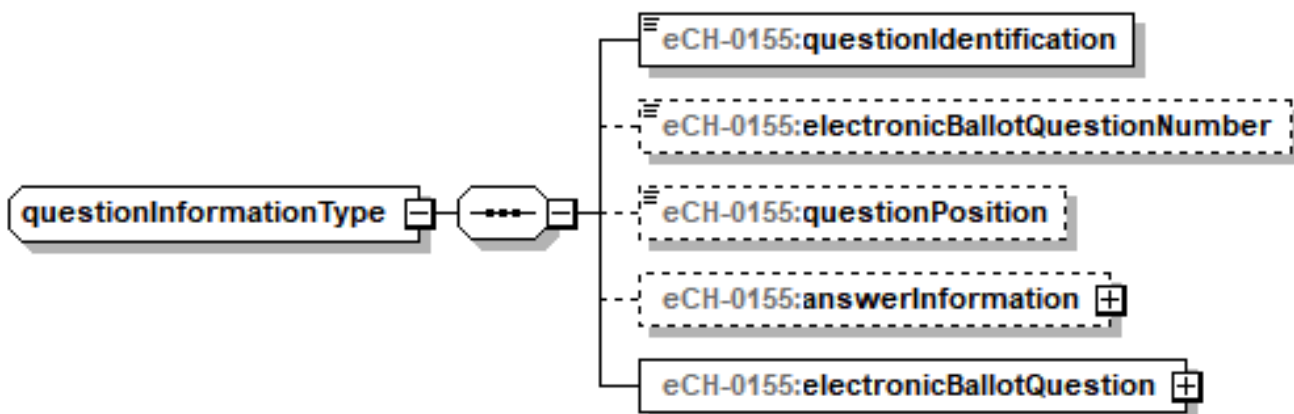 eCH-0155:questionIdentification
eCH-0155:electronicBallotQuestionNumber
questionInformationType
eCH-0155:questionPosition
eCH-0155:answerInformation
eCH-0155:electronicBallotQuestion